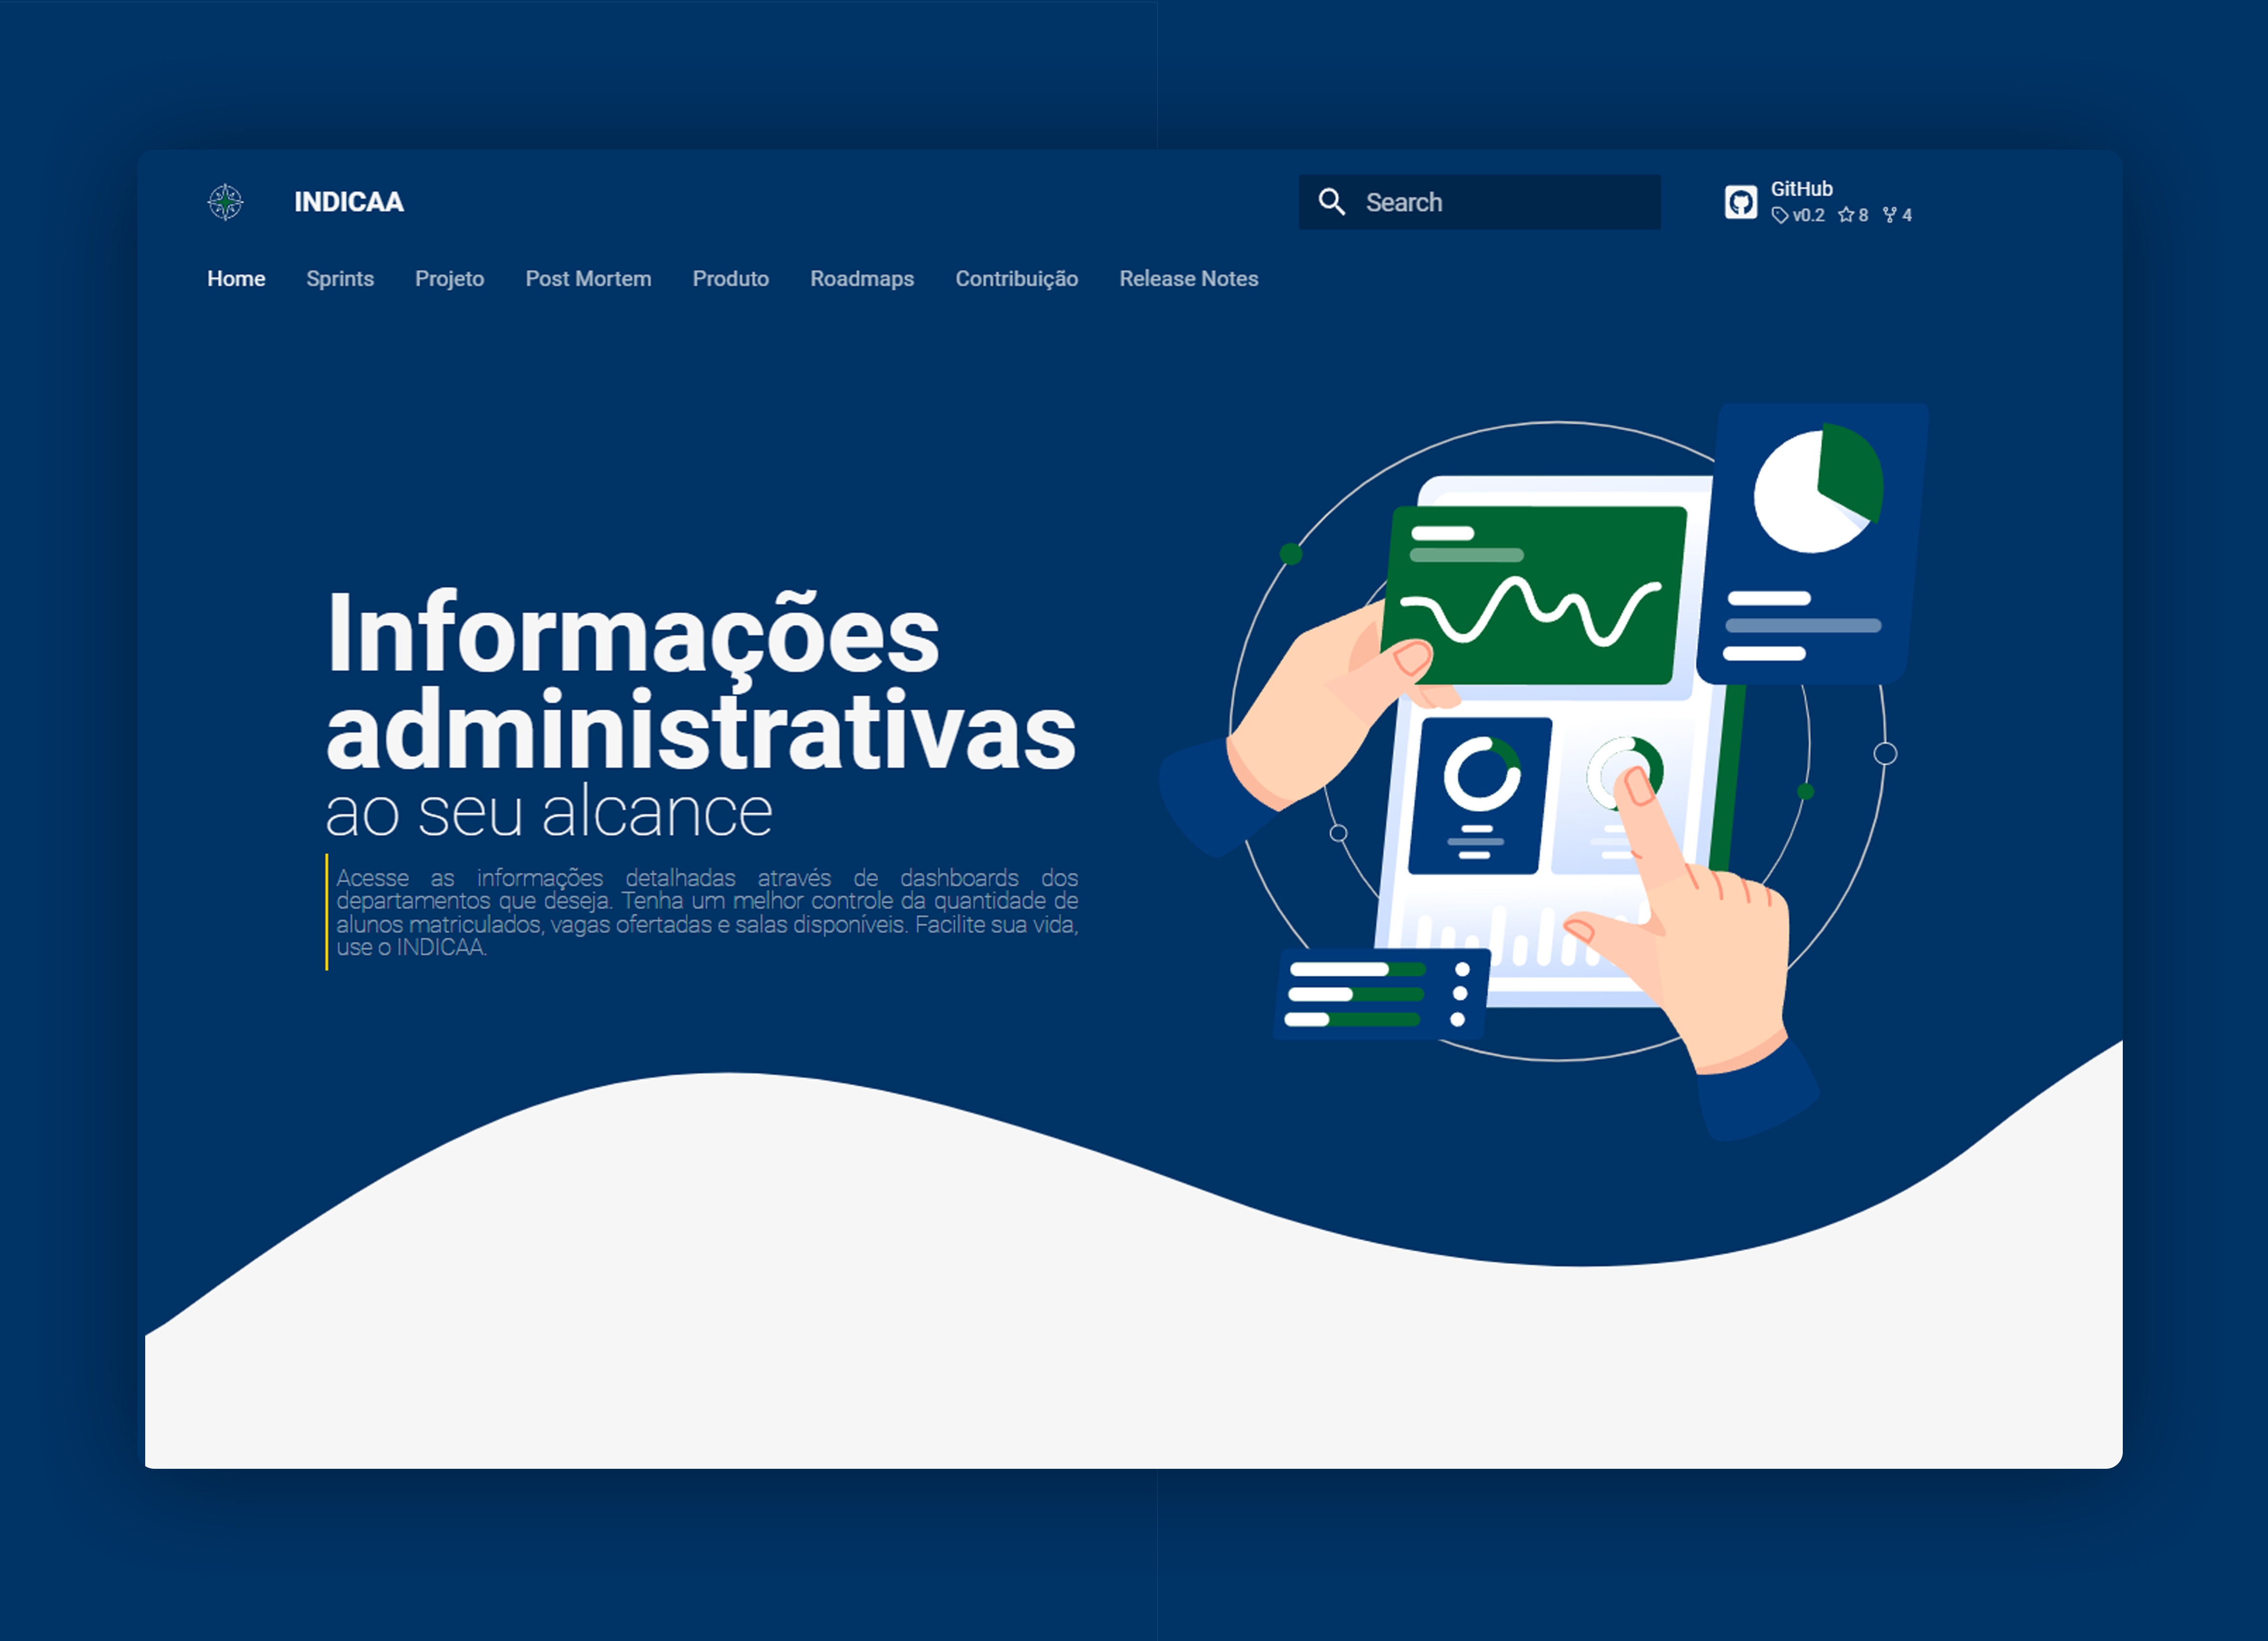 INDICAA
Search
GitHub
v0.2 8 4
Home Sprints Projeto Post Mortem Produto Roadmaps Contribuição Release Notes
Informações
administrativas
ao seu alcance
Acesse as informações detalhadas através de dashboards dos
departamentos que deseja. Tenha um melhor controle da quantidade de
alunos matriculados, vagas ofertadas e salas disponíveis. Facilite sua vida,
use o INDICAA.